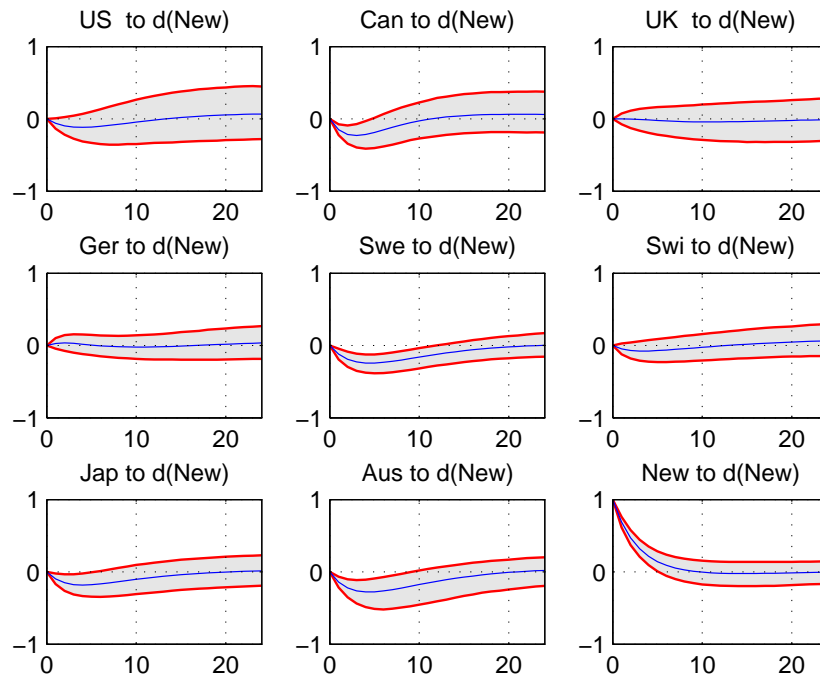 US to d(New)
Can to d(New)
UK to d(New)
1
0
−1
0 10 20
1
0
−1
0 10 20
1
0
−1
0 10 20
Ger to d(New)
Swe to d(New)
Swi to d(New)
1
0
−1
0 10 20
1
0
−1
0 10 20
1
0
−1
0 10 20
Jap to d(New)
Aus to d(New)
New to d(New)
1
0
−1
0 10 20
1
0
−1
0 10 20
1
0
−1
0 10 20